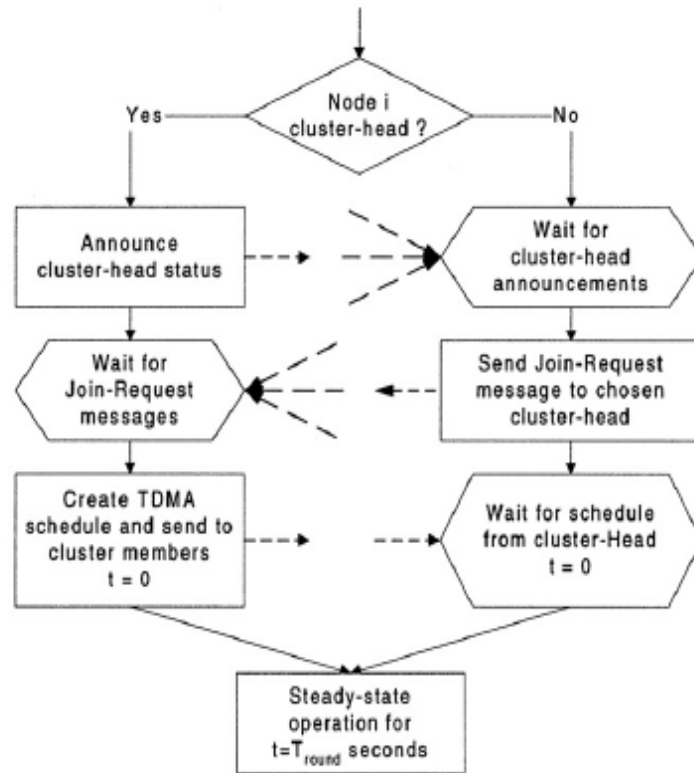 Node i
cluster-head ?
Yes
No
Announce
cluster-head status
Wait for
cluster-head
announcements
Wait for
Join-Request
messages
Send Join-Request
message to chosen
cluster-head
Create TDMA
schedule and send to
cluster members
t = 0
Wait for schedule
from cluster-Head
t = 0
Steady-state
operation for
t=Tround seconds